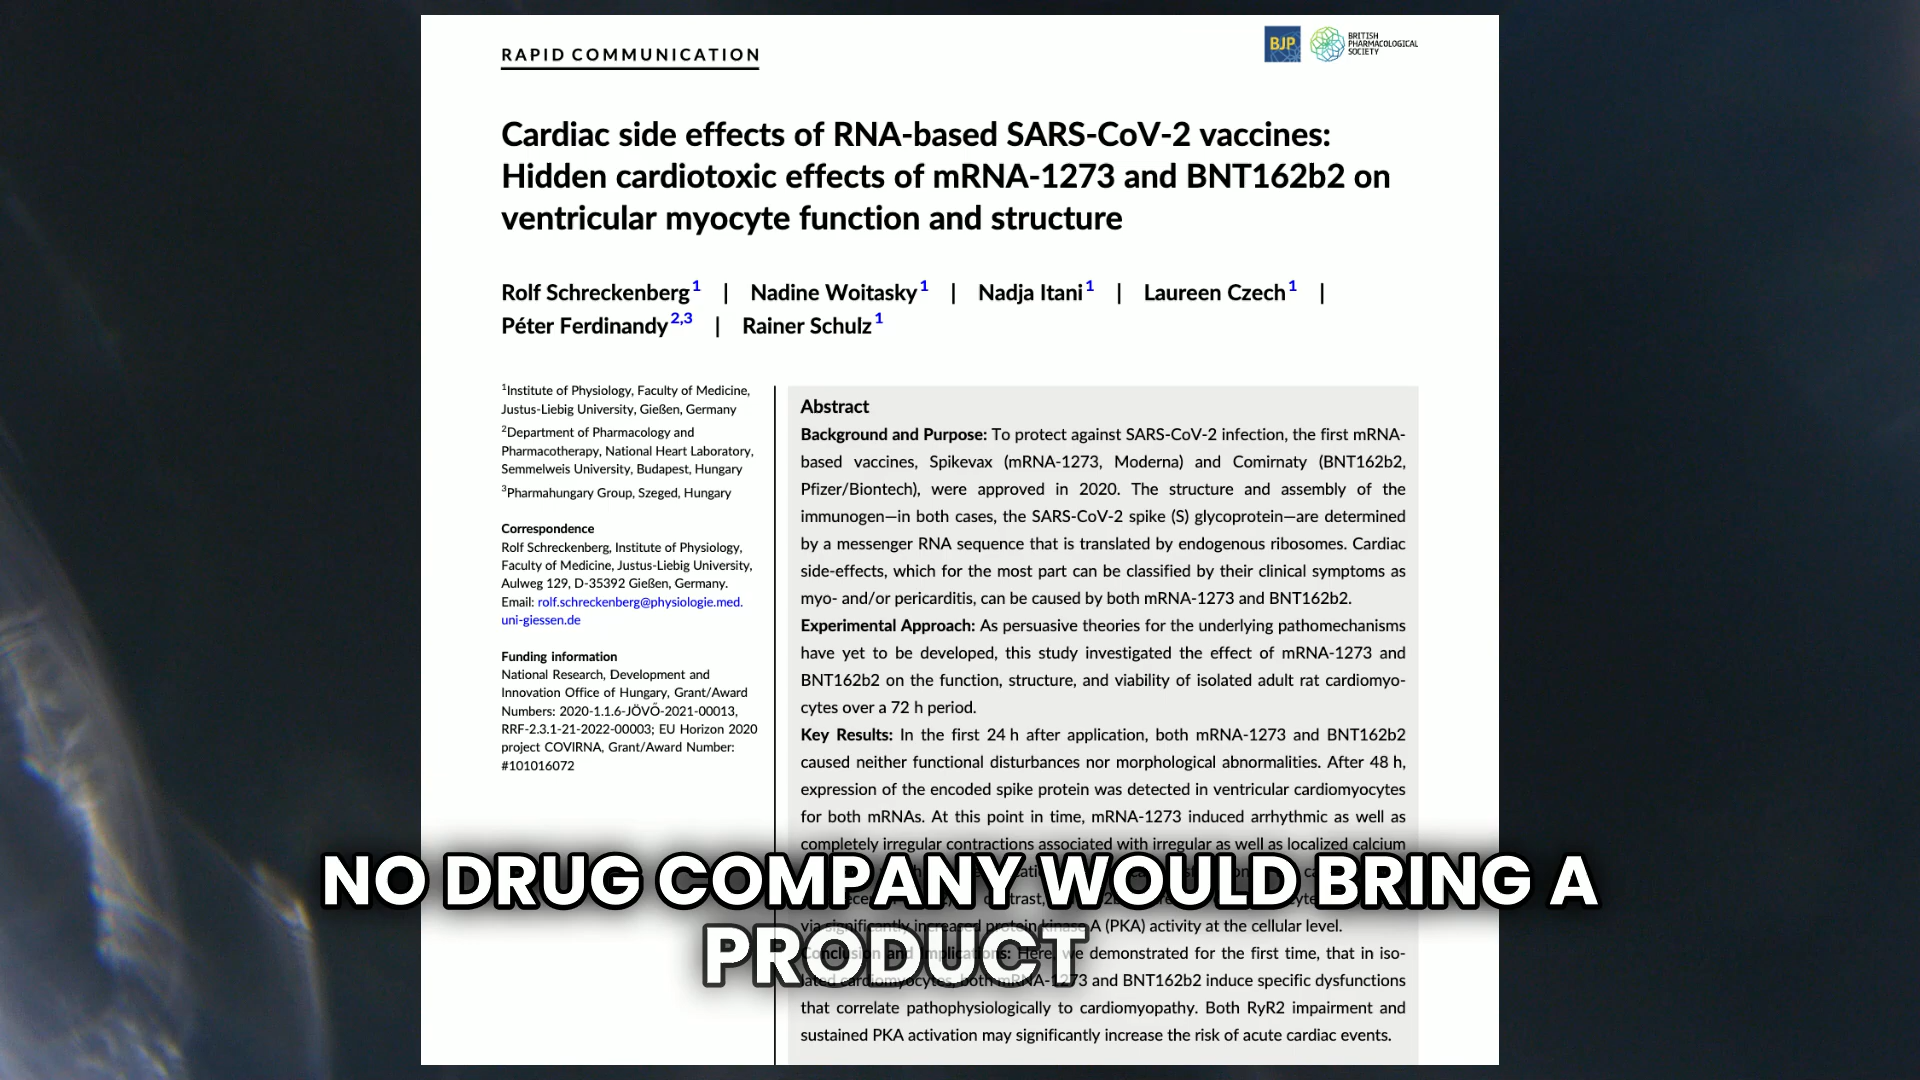 RAPID COMMUNICATION
BJP
BRITISH
PHARMACOLOGICAL
SOCIETY
Cardiac side effects of RNA-based SARS-CoV-2 vaccines:
Hidden cardiotoxic effects of mRNA-1273 and BNT162b2 on
ventricular myocyte function and structure
Rolf Schreckenberg1 | Nadine Woitasky1 | Nadja Itani1 | Laureen Czech1 |
Péter Ferdinandy2,3 | Rainer Schulz1
1Institute of Physiology, Faculty of Medicine,
Justus-Liebig University, Gießen, Germany
2Department of Pharmacology and
Pharmacotherapy, National Heart Laboratory,
Semmelweis University, Budapest, Hungary
3Pharmahungary Group, Szeged, Hungary
Correspondence
Rolf Schreckenberg, Institute of Physiology,
Faculty of Medicine, Justus-Liebig University,
Aulweg 129, D-35392 Gießen, Germany.
Email: rolf.schreckenberg@physiologie.med.
uni-giessen.de
Funding information
National Research, Development and
Innovation Office of Hungary, Grant/Award
Numbers: 2020-1.1.6-JÖVŐ-2021-00013,
RRF-2.3.1-21-2022-00003; EU Horizon 2020
project COVIRNA, Grant/Award Number:
#101016072
Abstract
Background and Purpose: To protect against SARS-CoV-2 infection, the first mRNA-
based vaccines, Spikevax (mRNA-1273, Moderna) and Comirnaty (BNT162b2,
Pfizer/Biontech), were approved in 2020. The structure and assembly of the
immunogen—in both cases, the SARS-CoV-2 spike (S) glycoprotein—are determined
by a messenger RNA sequence that is translated by endogenous ribosomes. Cardiac
side-effects, which for the most part can be classified by their clinical symptoms as
myo- and/or pericarditis, can be caused by both mRNA-1273 and BNT162b2.
Experimental Approach: As persuasive theories for the underlying pathomechanisms
have yet to be developed, this study investigated the effect of mRNA-1273 and
BNT162b2 on the function, structure, and viability of isolated adult rat cardiomyo-
cytes over a 72 h period.
Key Results: In the first 24 h after application, both mRNA-1273 and BNT162b2
caused neither functional disturbances nor morphological abnormalities. After 48 h,
expression of the encoded spike protein was detected in ventricular cardiomyocytes
for both mRNAs. At this point in time, mRNA-1273 induced arrhythmic as well as
completely irregular contractions associated with irregular as well as localized calcium
via significantly increased protein kinase A (PKA) activity at the cellular level.
Conclusion and Implications: Here, we demonstrated for the first time, that in iso-
lated cardiomyocytes, both mRNA-1273 and BNT162b2 induce specific dysfunctions
that correlate pathophysiologically to cardiomyopathy. Both RyR2 impairment and
sustained PKA activation may significantly increase the risk of acute cardiac events.
NO DRUG COMPANY WOULD BRING A
PRODUCT